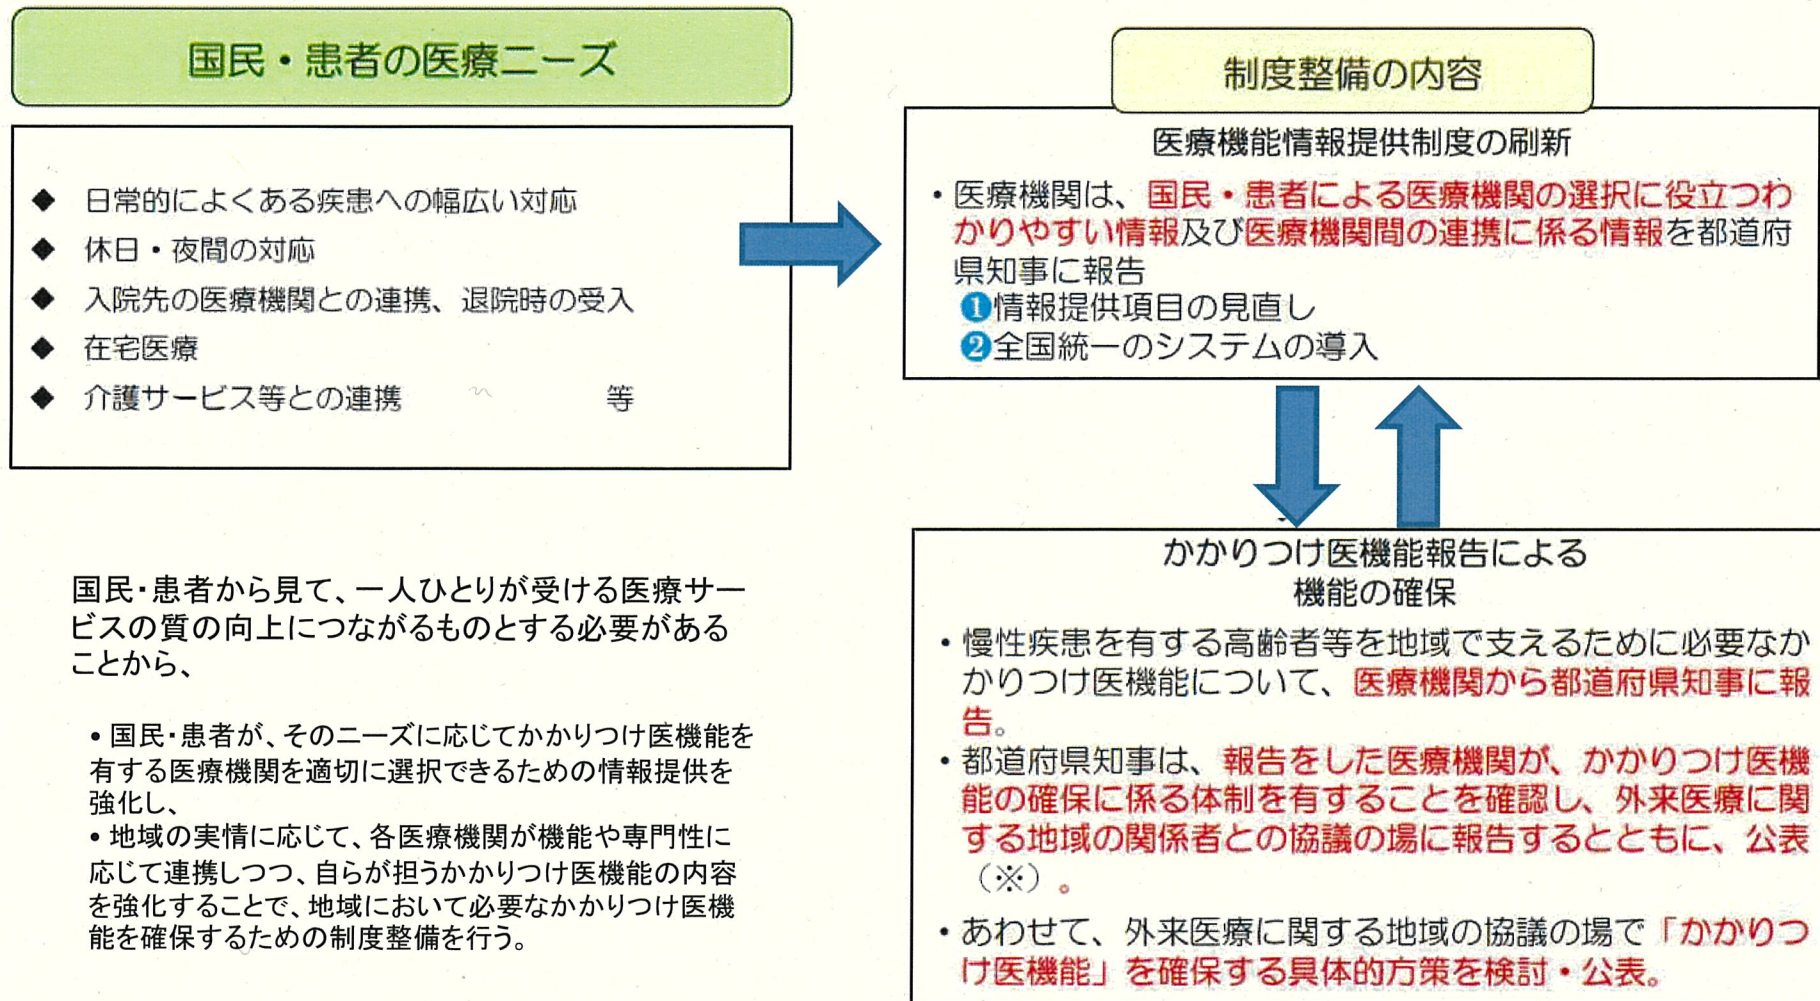 国民・患者の医療ニーズ
◆ 日常的によくある疾患への幅広い対応
◆ 休日・夜間の対応
◆ 入院先の医療機関との連携、退院時の受入
◆ 在宅医療
◆ 介護サービス等との連携 等
国民・患者から見て、一人ひとりが受ける医療サー
ビスの質の向上につながるものとする必要がある
ことから、
• 国民・患者が、そのニーズに応じてかかりつけ医機能を
有する医療機関を適切に選択できるための情報提供を
強化し、
• 地域の実情に応じて、各医療機関が機能や専門性に
応じて連携しつつ、自らが担うかかりつけ医機能の内容
を強化することで、地域において必要なかかりつけ医機
能を確保するための制度整備を行う。
制度整備の内容
医療機能情報提供制度の刷新
・医療機関は、国民・患者による医療機関の選択に役立つわ
かりやすい情報及び医療機関間の連携に係る情報を都道府
県知事に報告
❶情報提供項目の見直し
❷全国統一のシステムの導入
かかりつけ医機能報告による
機能の確保
・慢性疾患を有する高齢者等を地域で支えるために必要なか
かりつけ医機能について、医療機関から都道府県知事に報
告。
・都道府県知事は、報告をした医療機関が、かかりつけ医機
能の確保に係る体制を有することを確認し、外来医療に関
する地域の関係者との協議の場に報告するとともに、公表
（※）。
・あわせて、外来医療に関する地域の協議の場で「かかりつ
け医機能」を確保する具体的方策を検討・公表。